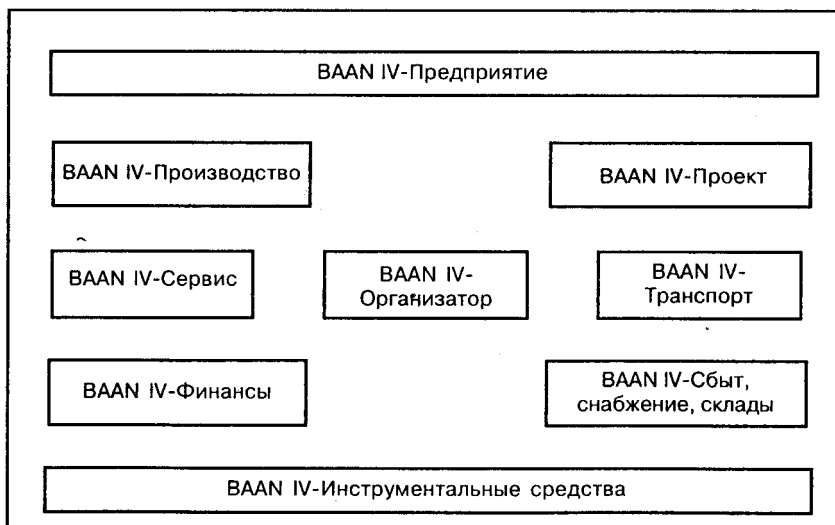 BAAN IV-Предприятие
BAAN IV-Производство
BAAN IV-Проект
BAAN IV-Сервис
BAAN IV-
Организатор
BAAN IV-
Транспорт
BAAN IV-Финансы
BAAN IV-Сбыт,
снабжение, склады
BAAN IV-Инструментальные средства